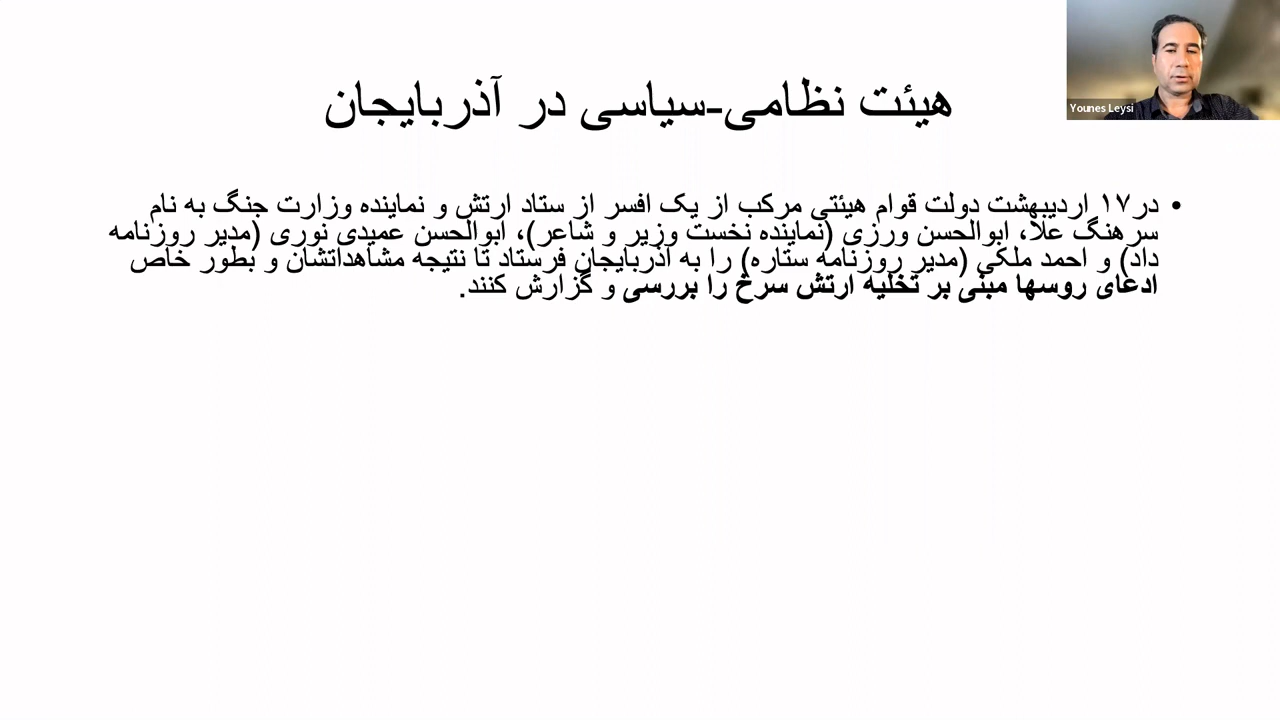 هیئت نظامی-سیاسی در آذربایجان
• در۱۷ اردیبهشت دولت قوام هیئتی مرکب از یک افسر از ستاد ارتش و نماینده وزارت جنگ به نام
سرهنگ علا، ابوالحسن ورزی (نماینده نخست وزیر و شاعر)، ابوالحسن عمیدی نوری (مدیر روزنامه
داد) و احمد ملکی (مدیر روزنامه ستاره) را به آذربایجان فرستاد تا نتیجه مشاهداتشان و بطور خاص
ادعای روسها مبنی بر تخلیه ارتش سرخ را بررسی و گزارش کنند.
Younes Leysi